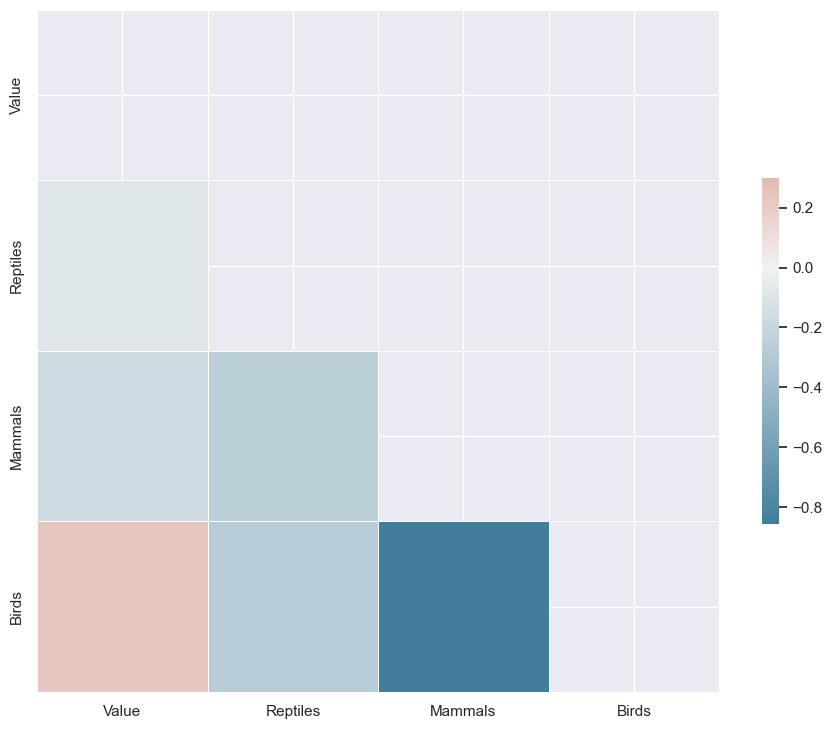 Value
Reptiles
Mammals
Birds
Value
Reptiles
Mammals
Birds
0.2
0.0
−0.2
−0.4
−0.6
−0.8